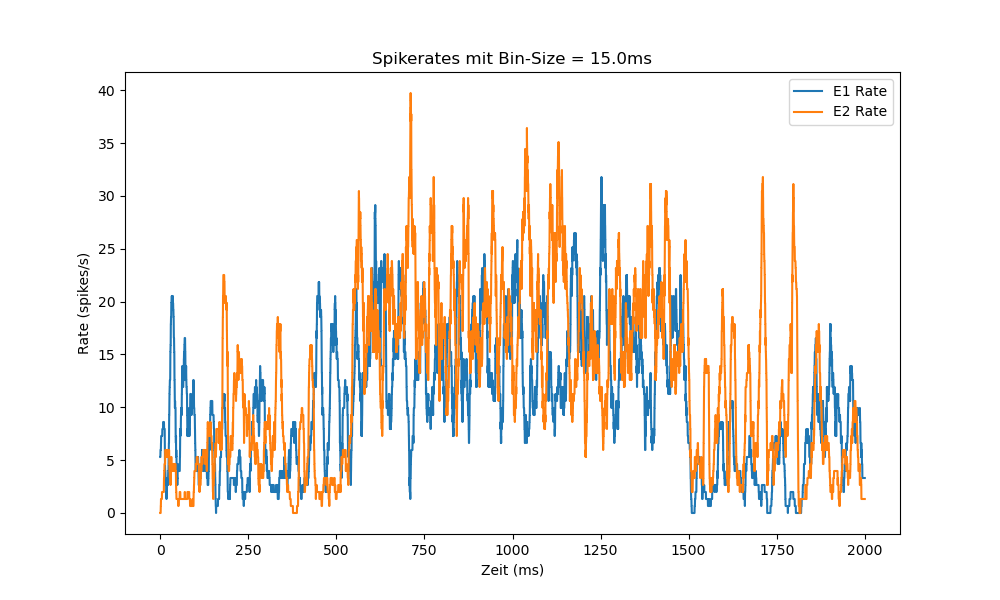 Spikerates mit Bin-Size = 15.0ms
E1 Rate
E2 Rate
40
35
30
25
20
15
10
5
0
Rate (spikes/s)
0 250 500 750 1000 1250 1500 1750 2000
Zeit (ms)